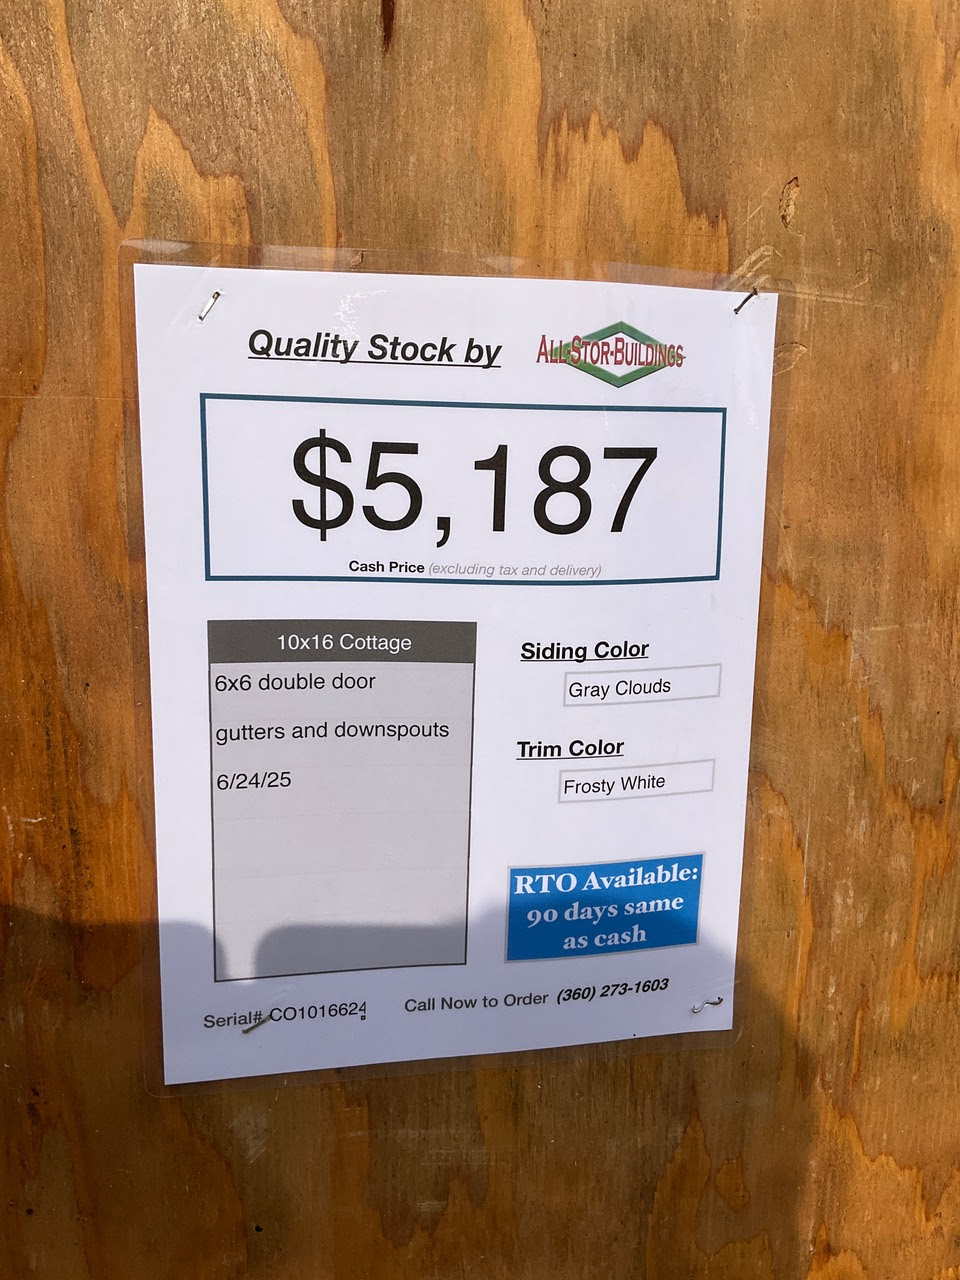 Quality Stock by
ALL-STOR-BUILDINGS
$5,187
Cash Price (excluding tax and delivery)
10x16 Cottage
6x6 double door
gutters and downspouts
6/24/25
Siding Color
Gray Clouds
Trim Color
Frosty White
RTO Available:
90 days same
as cash
Serial# CO1016624
Call Now to Order (360) 273-1603